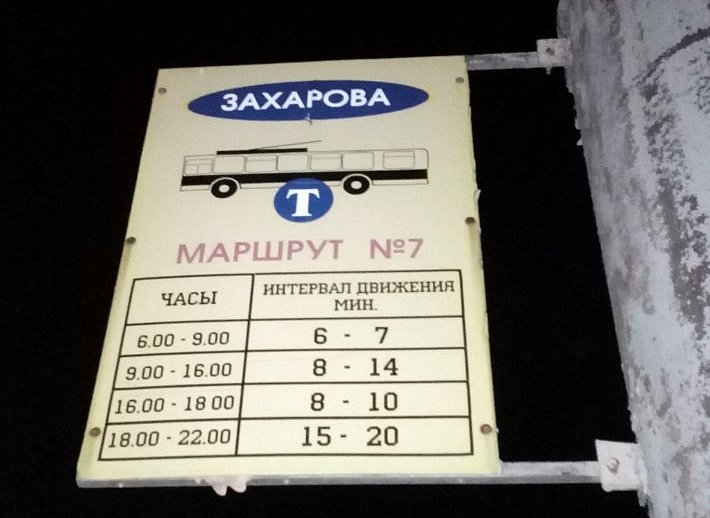 ЗАХАРОВА
Т
МАРШРУТ №7
ЧАСЫ
ИНТЕРВАЛ ДВИЖЕНИЯ
МИН.
6.00 - 9.00 6 - 7
9.00 - 16.00 8 - 14
16.00 - 18 00 8 - 10
18.00 - 22.00 15 - 20